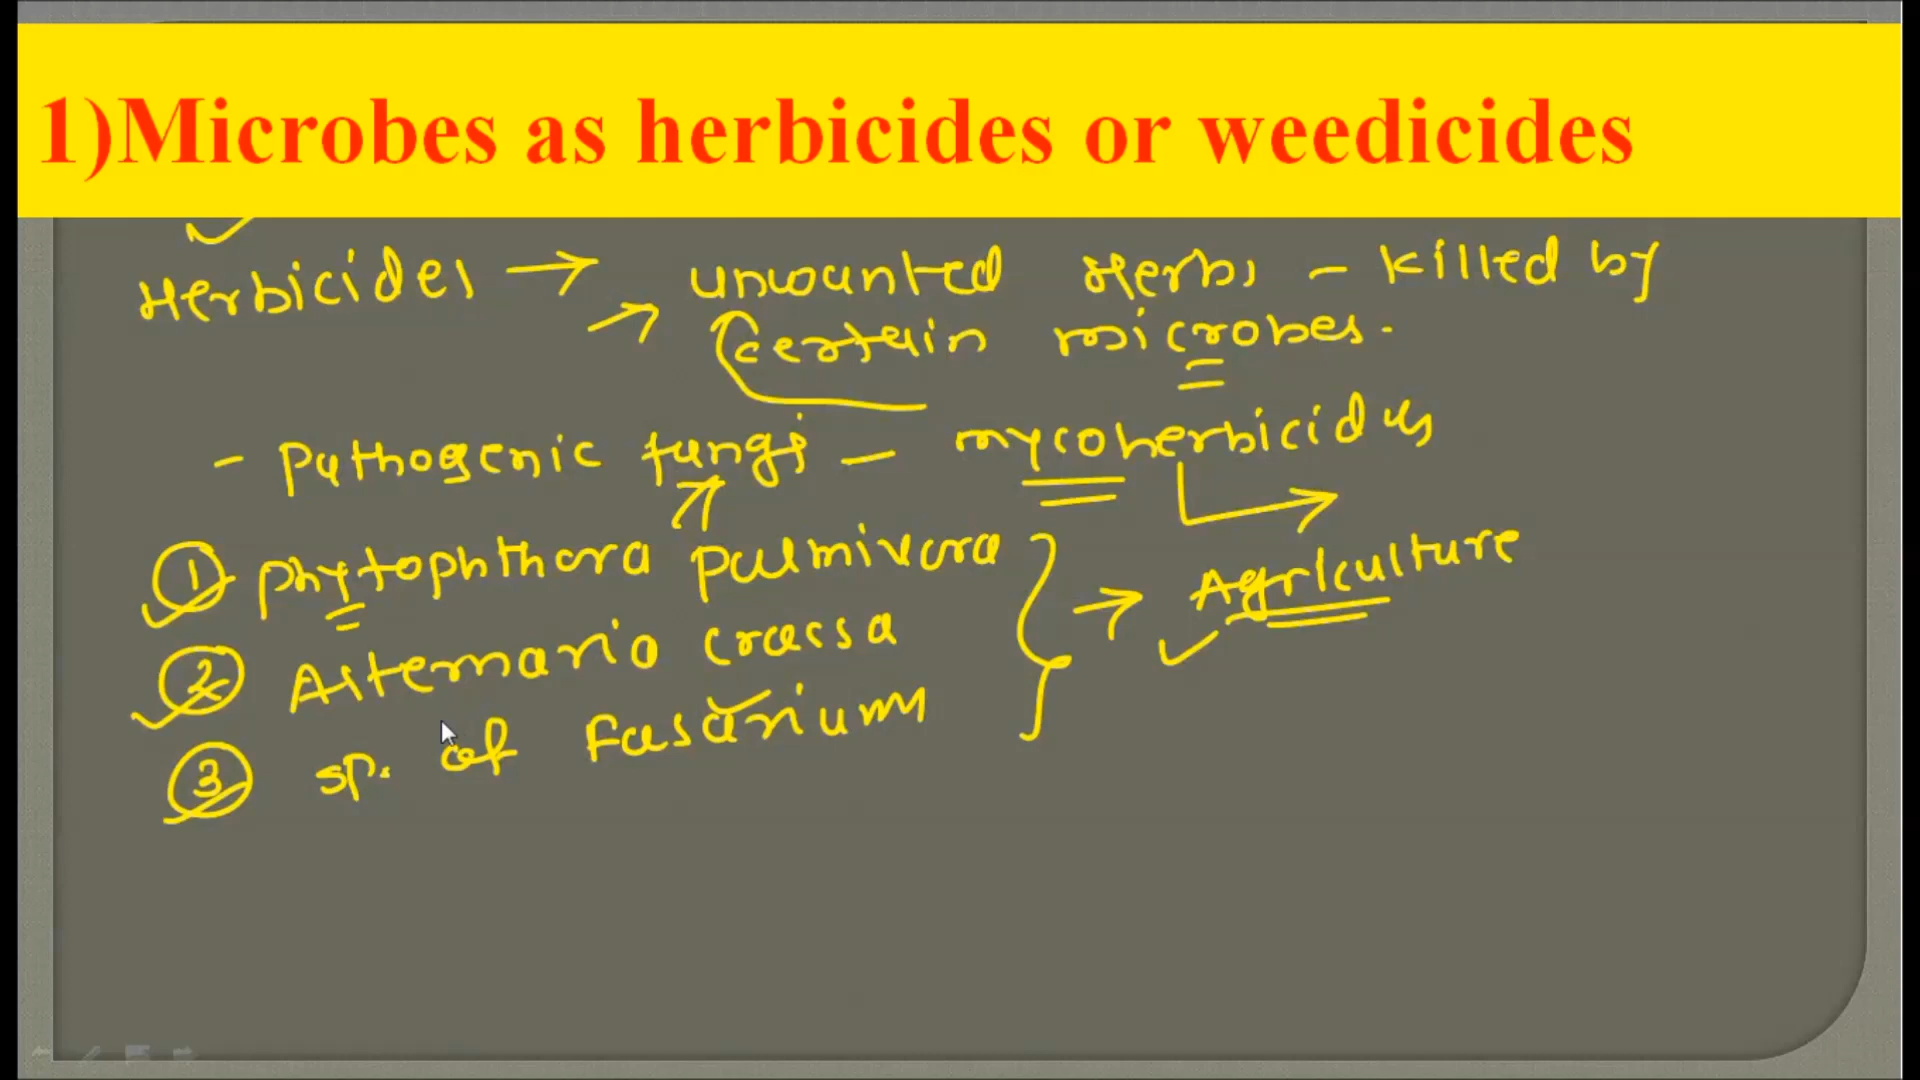 1)Microbes as herbicides or weedicides
Herbicides → unwanted Herbs - killed by
→ certain microbes.
- Pathogenic fungi - mycoherbicides
① Phytophthora palmivora } → Agriculture
② Alternaria crassa
③ sp. of Fusarium